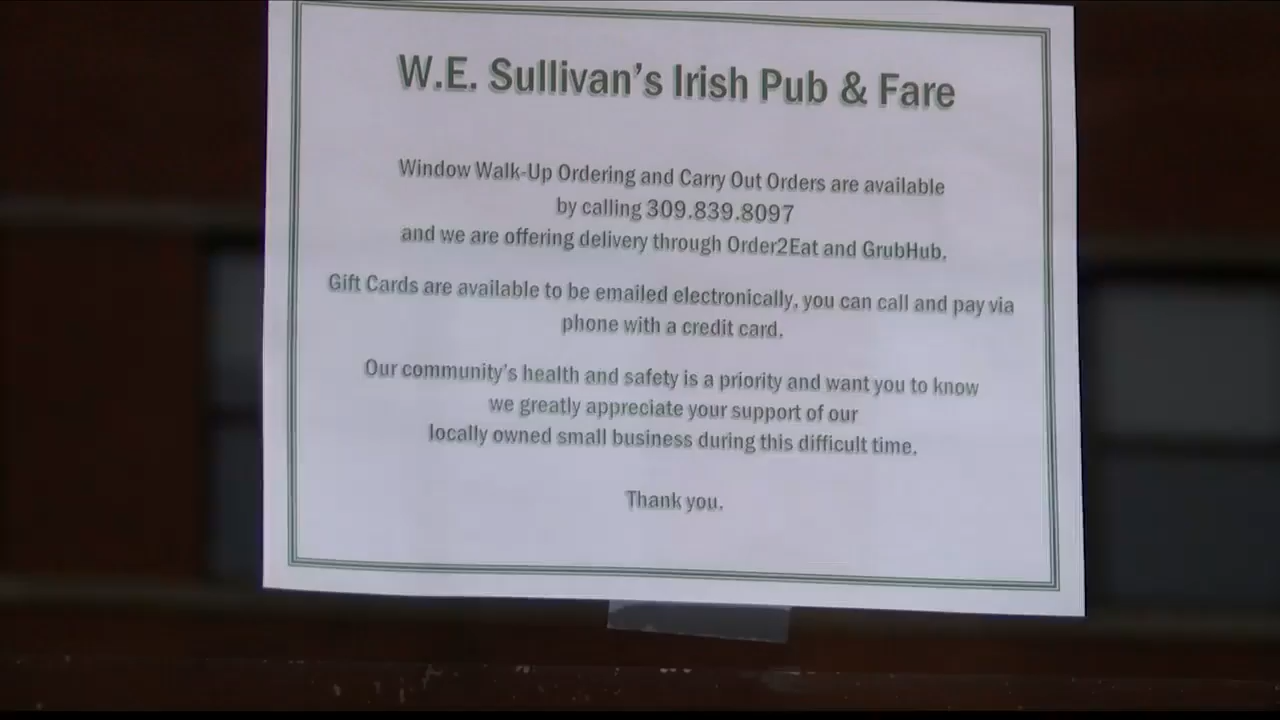 W.E. Sullivan's Irish Pub & Fare
Window Walk-Up Ordering and Carry Out Orders are available
by calling 309.839.8097
and we are offering delivery through Order2Eat and GrubHub.
Gift Cards are available to be emailed electronically, you can call and pay via
phone with a credit card.
Our community's health and safety is a priority and want you to know
we greatly appreciate your support of our
locally owned small business during this difficult time.
Thank you.